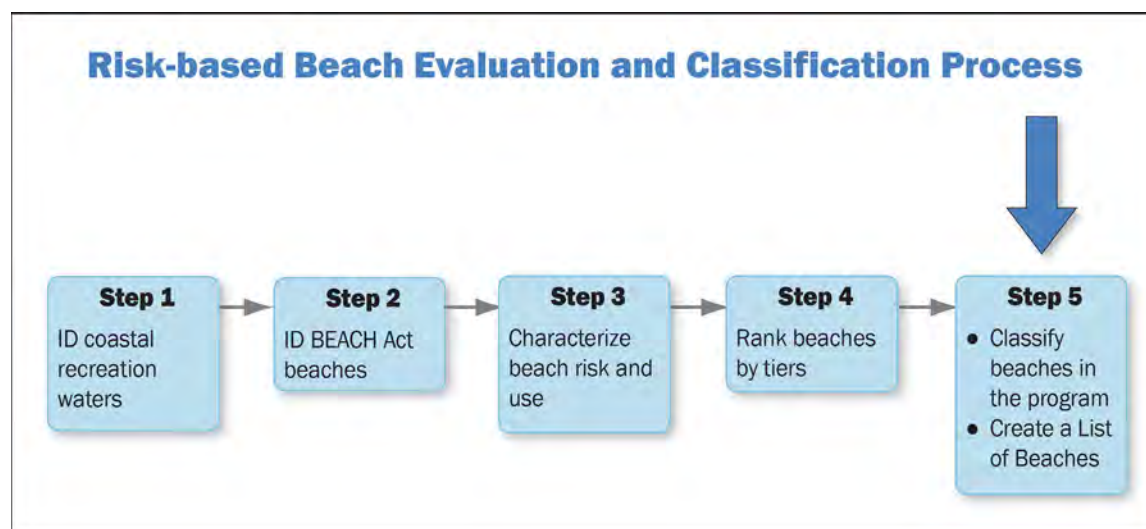 Risk-based Beach Evaluation and Classification Process
Step 1
ID coastal
recreation
waters
Step 2
ID BEACH Act
beaches
Step 3
Characterize
beach risk and
use
Step 4
Rank beaches
by tiers
Step 5
● Classify
beaches in
the program
● Create a List
of Beaches